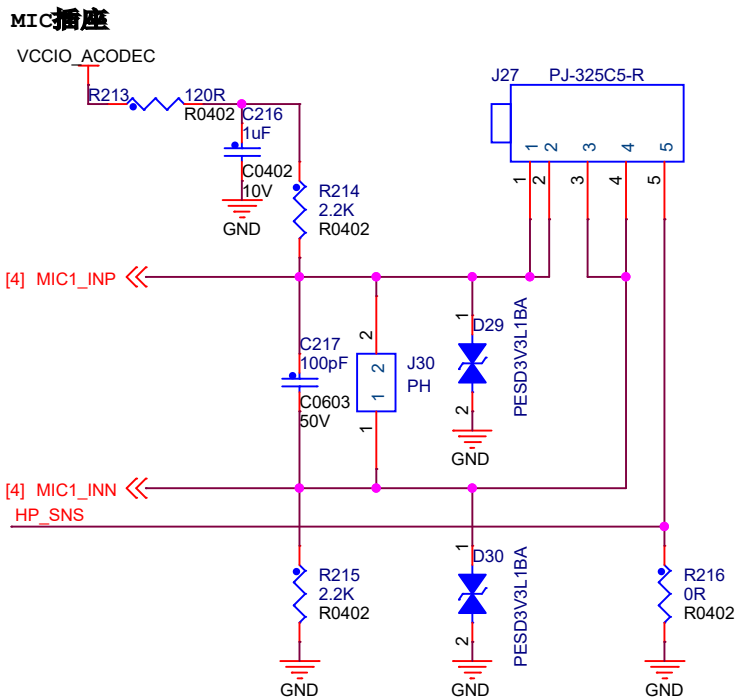 MIC插座
VCCIO_ACODEC
J27 PJ-325C5-R
R213 120R
R0402
C216
1uF
C0402
10V
GND
1 2 3 4 5
1 2 3 4 5
R214
2.2K
R0402
[4] MIC1_INP
C217
100pF
C0603
50V
2
2
1
1
J30
PH
1
D29
2
PESD3V3L1BA
GND
[4] MIC1_INN
HP_SNS
R215
2.2K
R0402
GND
1
D30
2
PESD3V3L1BA
GND
R216
0R
R0402
GND